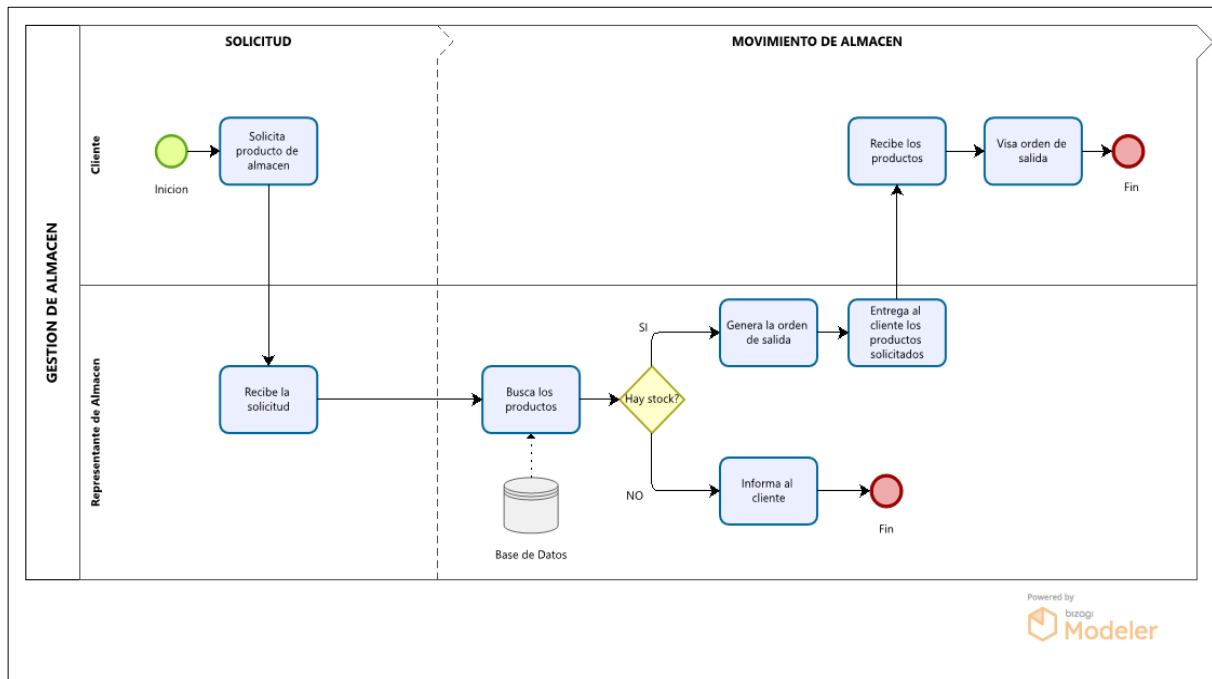 SOLICITUD
MOVIMIENTO DE ALMACEN
GESTION DE ALMACEN
Cliente
Inicion
Solicita
producto de
almacen
Recibe los
productos
Visa orden de
salida
Fin
Representante de Almacen
Recibe la
solicitud
Busca los
productos
Base de Datos
Hay stock?
SI
Genera la orden
de salida
Entrega al
cliente los
productos
solicitados
NO
Informa al
cliente
Fin
Powered by
bizagi
Modeler